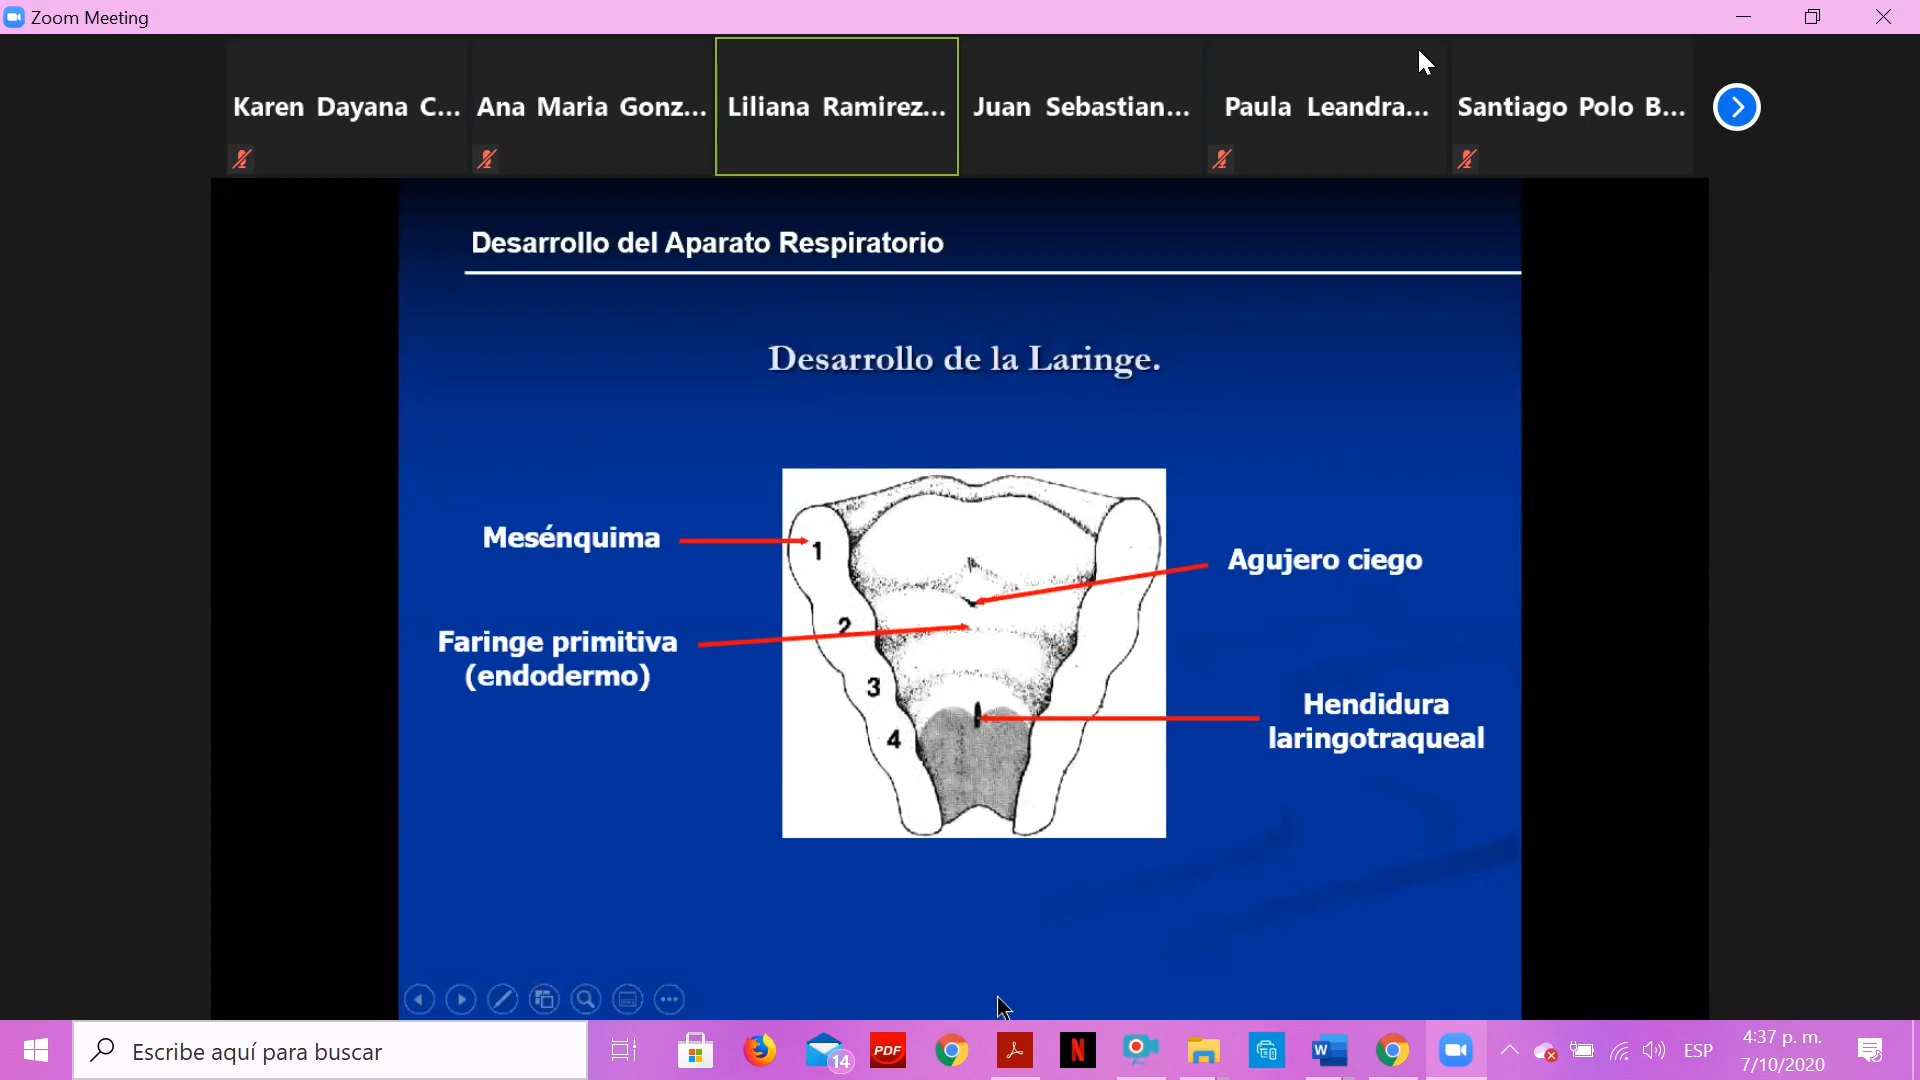 Zoom Meeting
Karen Dayana C...
Ana Maria Gonz...
Liliana Ramirez...
Juan Sebastian...
Paula Leandra...
Santiago Polo B...
Desarrollo del Aparato Respiratorio
Desarrollo de la Laringe.
Mesénquima
1
Agujero ciego
2
Faringe primitiva
(endodermo)
3
Hendidura
laringotraqueal
4
Escribe aquí para buscar
14
PDF
N
W
ESP
4:37 p. m.
7/10/2020